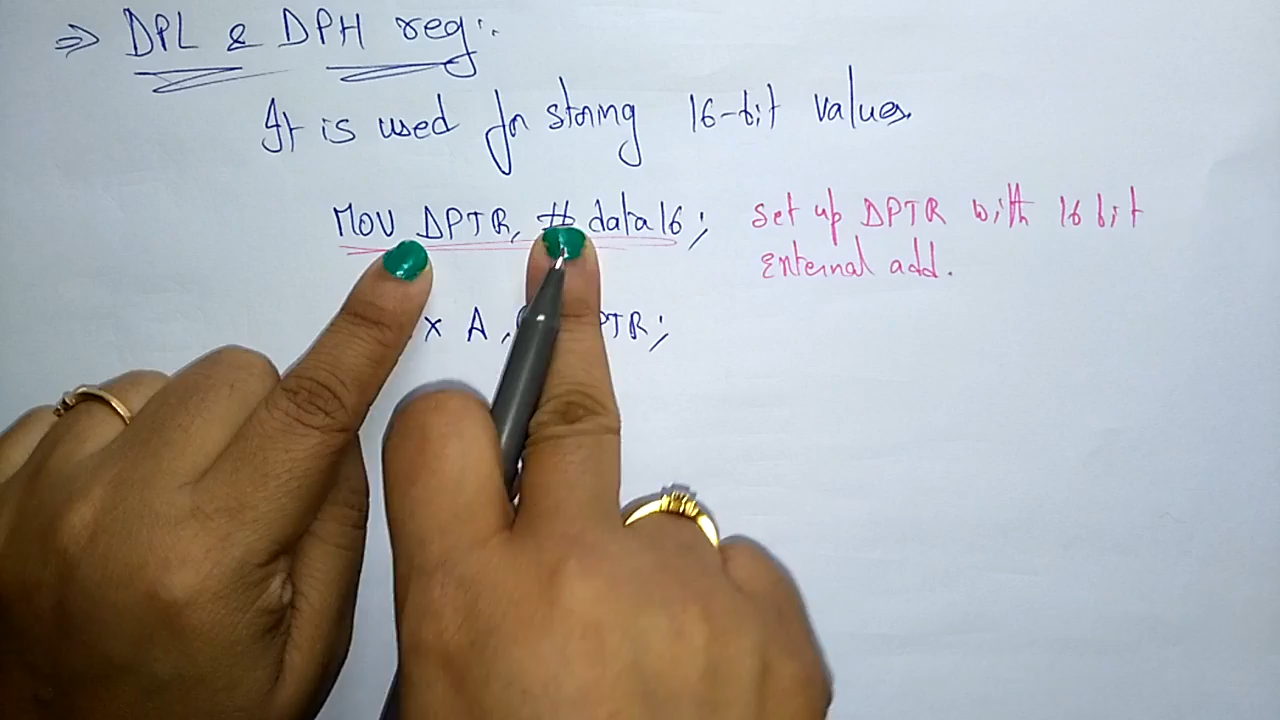 ⇒ DPL & DPH reg:
It is used for storing 16-bit values.
MOV DPTR, # data16; Set up DPTR with 16 bit
External add.
X A, PTR;